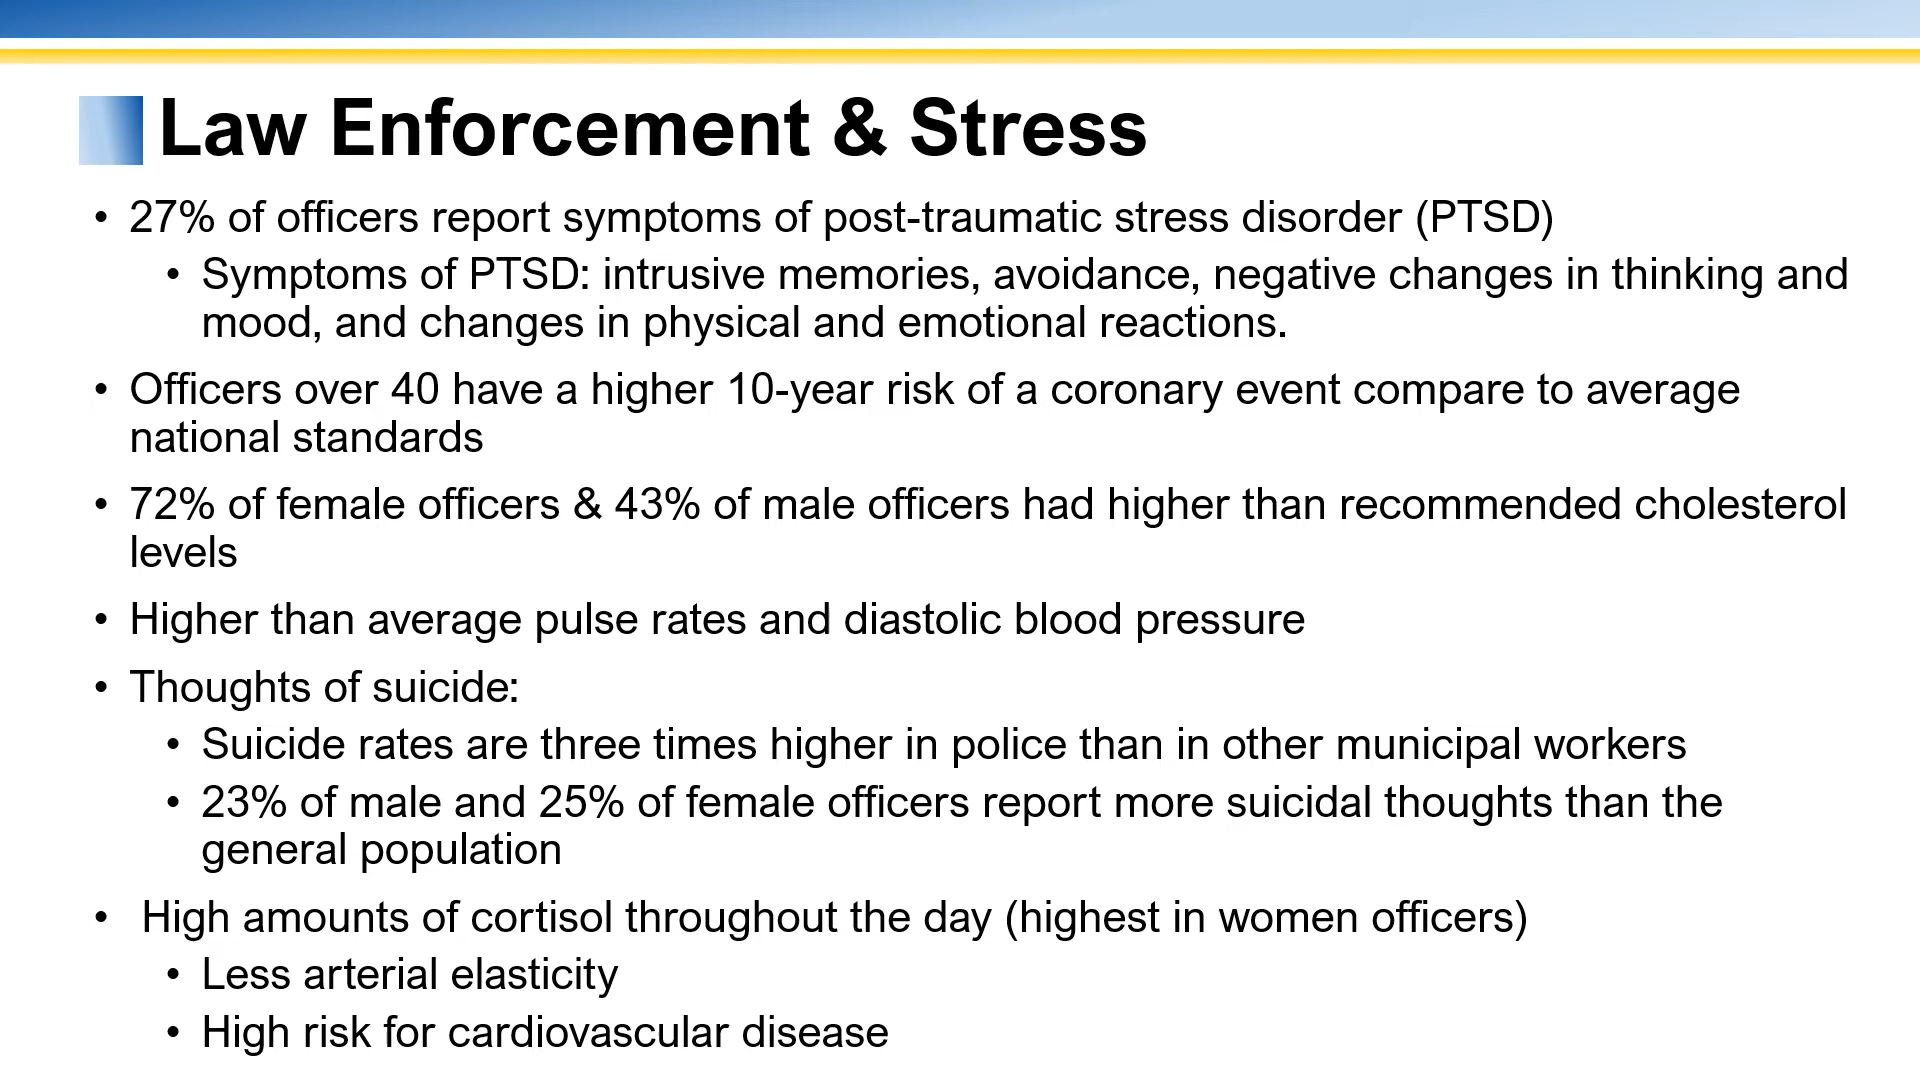 Law Enforcement & Stress
• 27% of officers report symptoms of post-traumatic stress disorder (PTSD)
• Symptoms of PTSD: intrusive memories, avoidance, negative changes in thinking and
mood, and changes in physical and emotional reactions.
• Officers over 40 have a higher 10-year risk of a coronary event compare to average
national standards
• 72% of female officers & 43% of male officers had higher than recommended cholesterol
levels
• Higher than average pulse rates and diastolic blood pressure
• Thoughts of suicide:
• Suicide rates are three times higher in police than in other municipal workers
• 23% of male and 25% of female officers report more suicidal thoughts than the
general population
• High amounts of cortisol throughout the day (highest in women officers)
• Less arterial elasticity
• High risk for cardiovascular disease